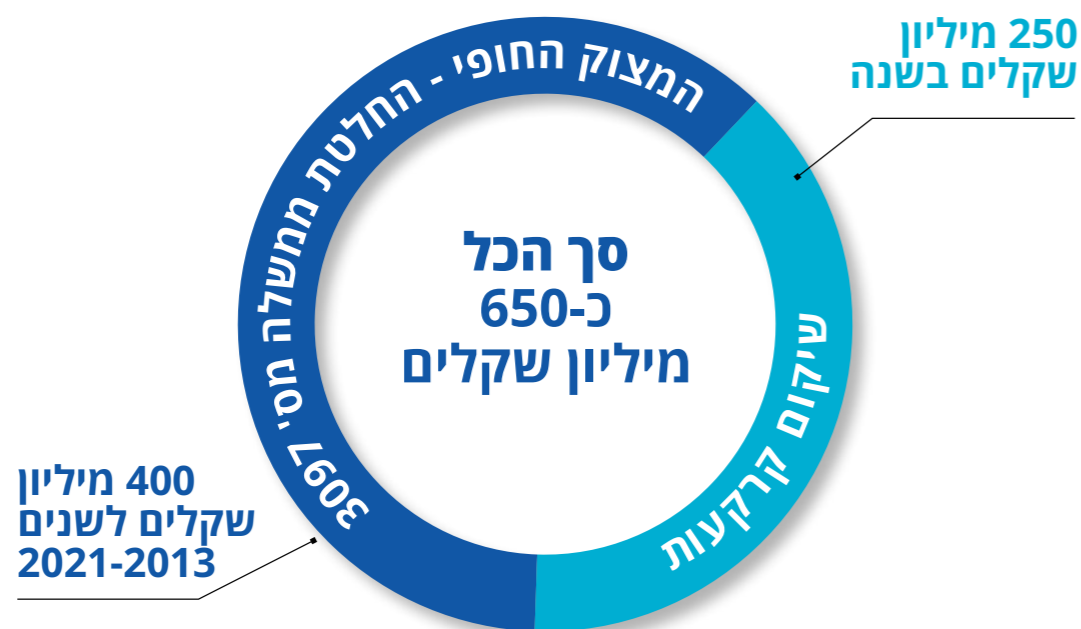 250 מיליון
שקלים בשנה
המצוק החופי - החלטת ממשלה מס' 3097
סך הכל
כ-650
מיליון שקלים
שיקום קרקעות
400 מיליון
שקלים לשנים
2021-2013